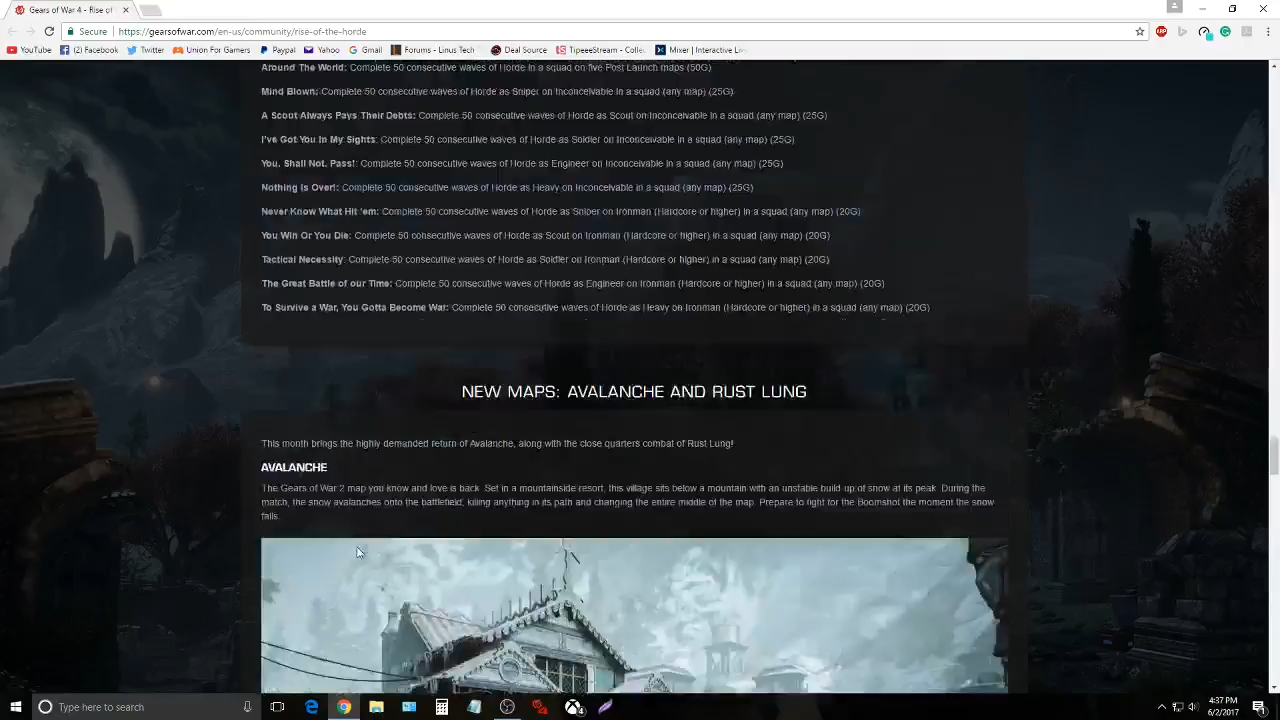 Gears of War 4 - Rise of
Secure https://gearsofwar.com/en-us/community/rise-of-the-horde
YouTube (2) Facebook Twitter Union For Gamers Paypal Yahoo Gmail Forums - Linus Tech Deal Source TipeeeStream - Collec Mixer | Interactive Liv
Around The World: Complete 50 consecutive waves of Horde in a squad on five Post Launch maps (50G)
Mind Blown: Complete 50 consecutive waves of Horde as Sniper on Inconceivable in a squad (any map) (25G)
A Scout Always Pays Their Debts: Complete 50 consecutive waves of Horde as Scout on Inconceivable in a squad (any map) (25G)
I've Got You In My Sights: Complete 50 consecutive waves of Horde as Soldier on Inconceivable in a squad (any map) (25G)
You. Shall Not. Pass!: Complete 50 consecutive waves of Horde as Engineer on Inconceivable in a squad (any map) (25G)
Nothing Is Over!: Complete 50 consecutive waves of Horde as Heavy on Inconceivable in a squad (any map) (25G)
Never Know What Hit 'em: Complete 50 consecutive waves of Horde as Sniper on Ironman (Hardcore or higher) in a squad (any map) (20G)
You Win Or You Die: Complete 50 consecutive waves of Horde as Scout on Ironman (Hardcore or higher) in a squad (any map) (20G)
Tactical Necessity: Complete 50 consecutive waves of Horde as Soldier on Ironman (Hardcore or higher) in a squad (any map) (20G)
The Great Battle of our Time: Complete 50 consecutive waves of Horde as Engineer on Ironman (Hardcore or higher) in a squad (any map) (20G)
To Survive a War, You Gotta Become War: Complete 50 consecutive waves of Horde as Heavy on Ironman (Hardcore or higher) in a squad (any map) (20G)
NEW MAPS: AVALANCHE AND RUST LUNG
This month brings the highly demanded return of Avalanche, along with the close quarters combat of Rust Lung!
AVALANCHE
The Gears of War 2 map you know and love is back. Set in a mountainside resort, this village sits below a mountain with an unstable build up of snow at its peak. During the
match, the snow avalanches onto the battlefield, killing anything in its path and changing the entire middle of the map. Prepare to fight for the Boomshot the moment the snow
falls.
Type here to search
4:37 PM
6/2/2017